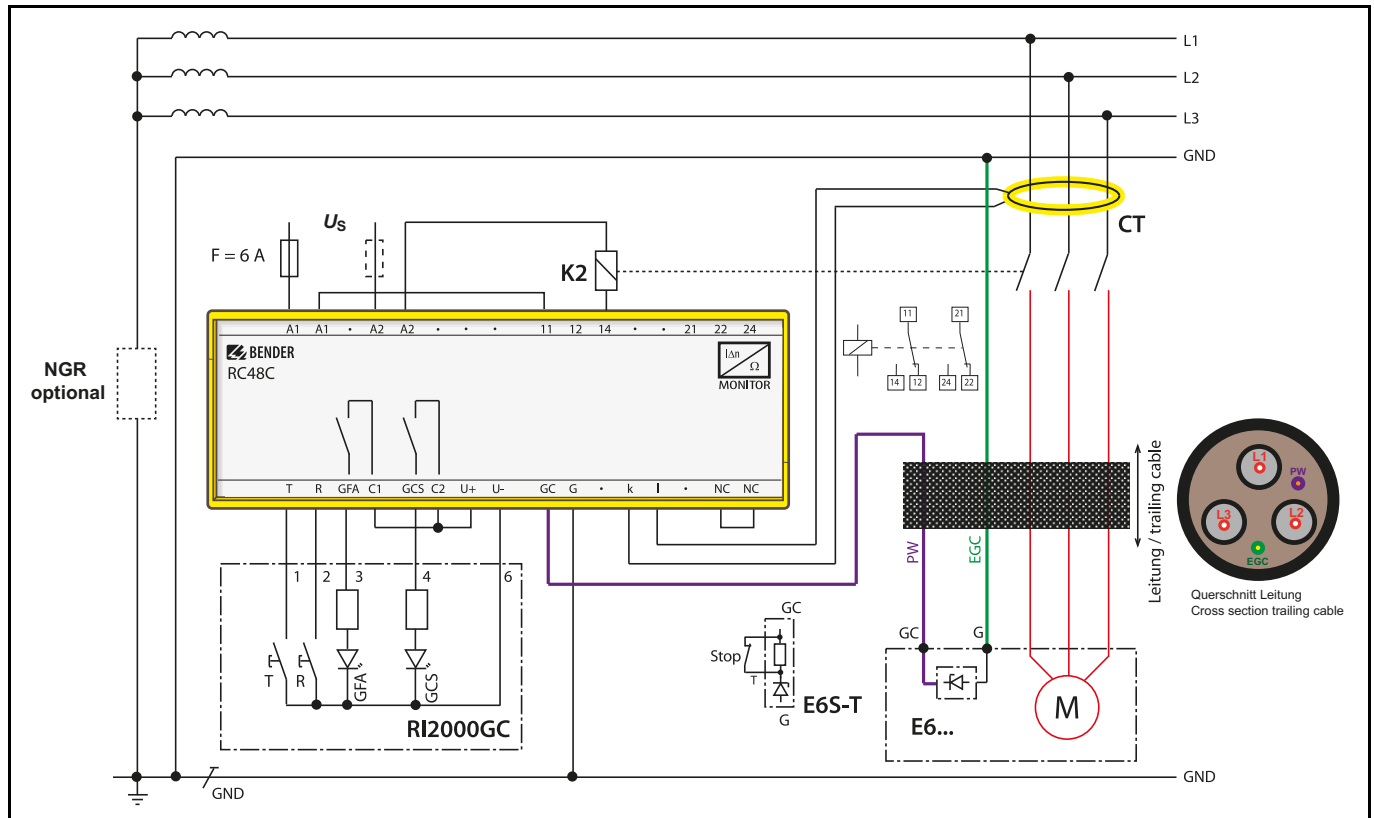 L1
L2
L3
GND
CT
F = 6 A
US
K2
A1 A1 · A2 A2 · · · 11 12 14 · · 21 22 24
BENDER
RC48C
I∆n
Ω
MONITOR
11 21
14 12 24 22
NGR
optional
T R GFA C1 GCS C2 U+ U- GC G · k l · NC NC
1 2 3 4 6
T R GFA GCS
RI2000GC
GC
Stop
T
G
E6S-T
PW
EGC
GC G
E6...
M
Leitung / trailing cable
L1
PW
L3
L2
EGC
Querschnitt Leitung
Cross section trailing cable
GND
GND